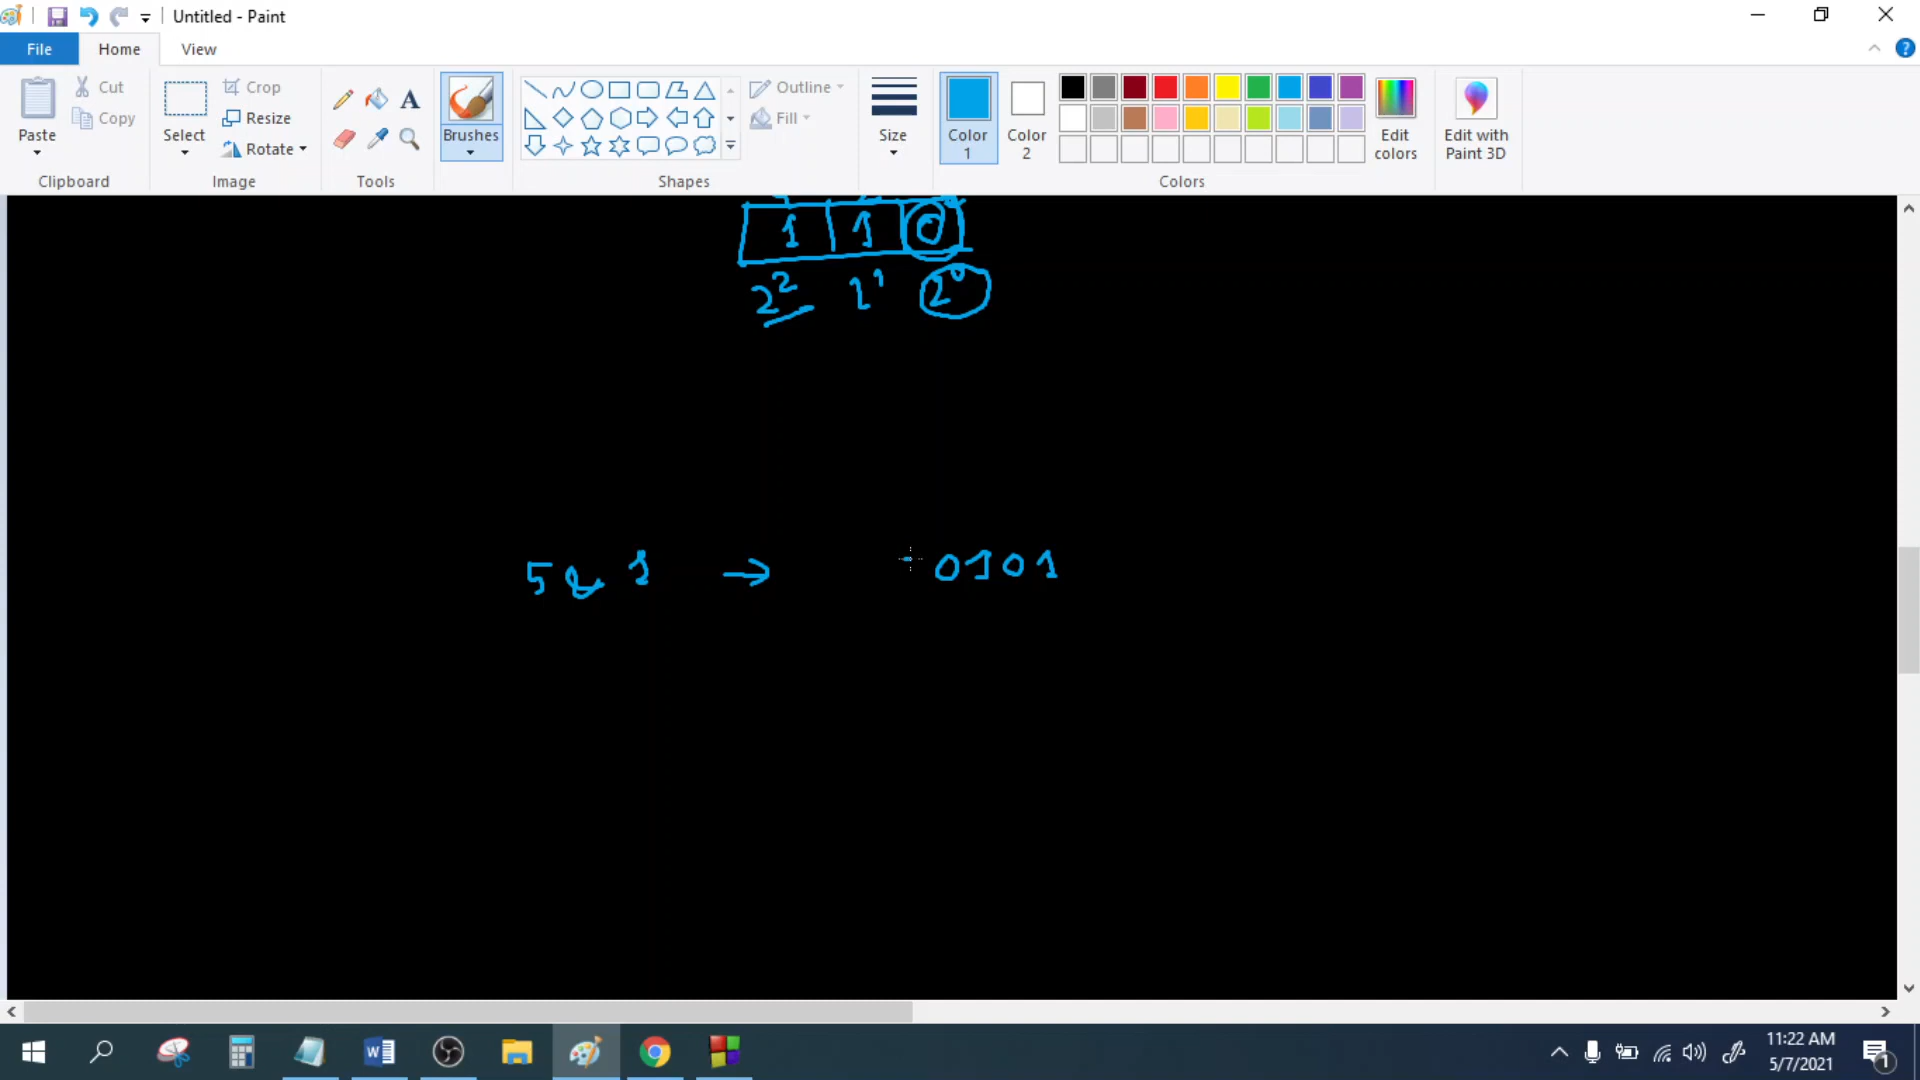 Untitled - Paint
File Home View
Paste
Cut
Copy
Clipboard
Select
Crop
Resize
Rotate
Image
Tools
Brushes
Shapes
Outline
Fill
Size
Color 1
Color 2
Edit colors
Edit with Paint 3D
Colors
1 1 0
2² 2¹ 2⁰
5 & 1 → 0101
11:22 AM
5/7/2021
1